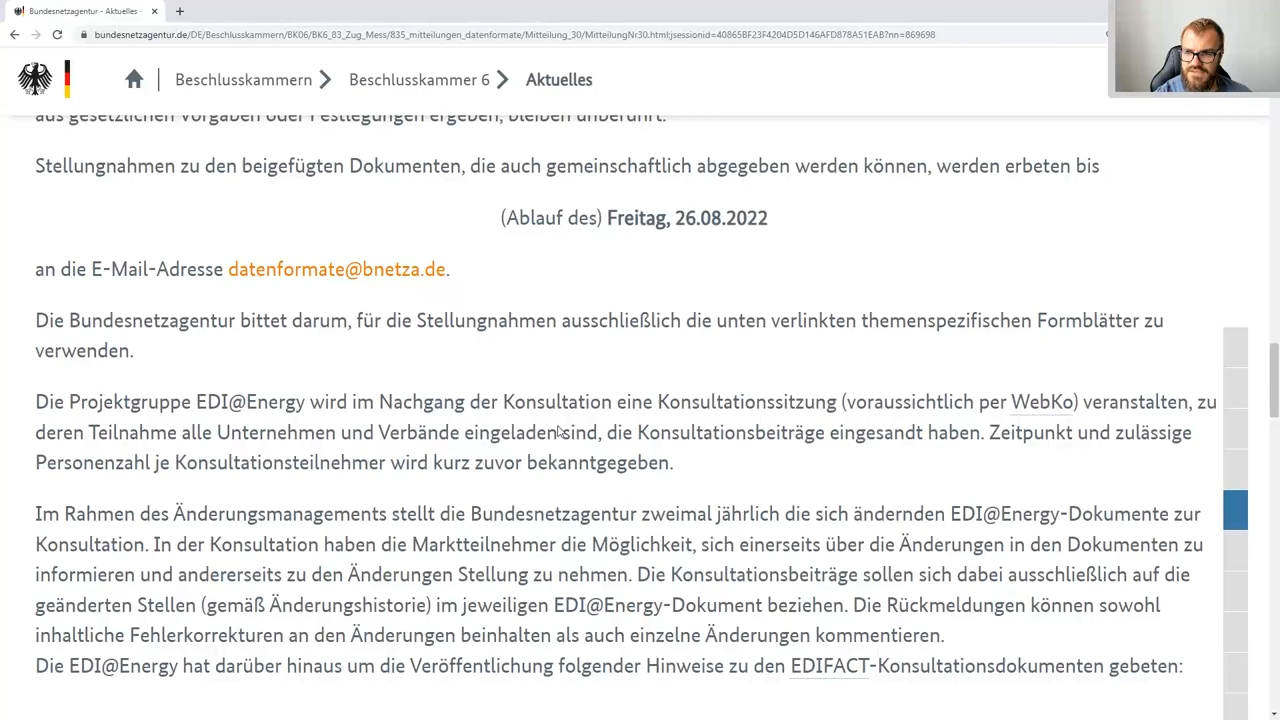 Bundesnetzagentur - Aktuelles -
bundesnetzagentur.de/DE/Beschlusskammern/BK06/BK6_83_Zug_Mess/835_mitteilungen_datenformate/Mitteilung_30/MitteilungNr30.html;jsessionid=40865BF23F4204D5D146AFD878A51EAB?nn=869698
Beschlusskammern
Beschlusskammer 6
Aktuelles
aus gesetzlichen Vorgaben oder Festlegungen ergeben, bleiben unberührt.
Stellungnahmen zu den beigefügten Dokumenten, die auch gemeinschaftlich abgegeben werden können, werden erbeten bis
(Ablauf des) Freitag, 26.08.2022
an die E-Mail-Adresse datenformate@bnetza.de.
Die Bundesnetzagentur bittet darum, für die Stellungnahmen ausschließlich die unten verlinkten themenspezifischen Formblätter zu
verwenden.
Die Projektgruppe EDI@Energy wird im Nachgang der Konsultation eine Konsultationssitzung (voraussichtlich per WebKo) veranstalten, zu
deren Teilnahme alle Unternehmen und Verbände eingeladen sind, die Konsultationsbeiträge eingesandt haben. Zeitpunkt und zulässige
Personenzahl je Konsultationsteilnehmer wird kurz zuvor bekanntgegeben.
Im Rahmen des Änderungsmanagements stellt die Bundesnetzagentur zweimal jährlich die sich ändernden EDI@Energy-Dokumente zur
Konsultation. In der Konsultation haben die Marktteilnehmer die Möglichkeit, sich einerseits über die Änderungen in den Dokumenten zu
informieren und andererseits zu den Änderungen Stellung zu nehmen. Die Konsultationsbeiträge sollen sich dabei ausschließlich auf die
geänderten Stellen (gemäß Änderungshistorie) im jeweiligen EDI@Energy-Dokument beziehen. Die Rückmeldungen können sowohl
inhaltliche Fehlerkorrekturen an den Änderungen beinhalten als auch einzelne Änderungen kommentieren.
Die EDI@Energy hat darüber hinaus um die Veröffentlichung folgender Hinweise zu den EDIFACT-Konsultationsdokumenten gebeten: